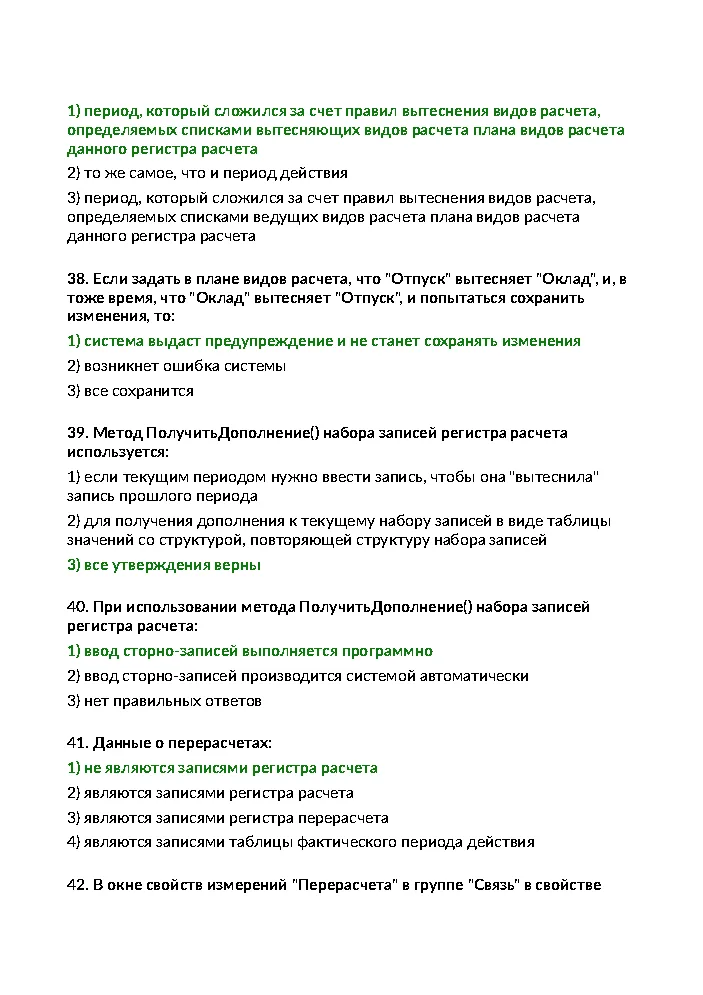 1) период, который сложился за счет правил вытеснения видов расчета,
определяемых списками вытесняющих видов расчета плана видов расчета
данного регистра расчета
2) то же самое, что и период действия
3) период, который сложился за счет правил вытеснения видов расчета,
определяемых списками ведущих видов расчета плана видов расчета
данного регистра расчета
38. Если задать в плане видов расчета, что "Отпуск" вытесняет "Оклад", и, в
тоже время, что "Оклад" вытесняет "Отпуск", и попытаться сохранить
изменения, то:
1) система выдаст предупреждение и не станет сохранять изменения
2) возникнет ошибка системы
3) все сохранится
39. Метод ПолучитьДополнение() набора записей регистра расчета
используется:
1) если текущим периодом нужно ввести запись, чтобы она "вытеснила"
запись прошлого периода
2) для получения дополнения к текущему набору записей в виде таблицы
значений со структурой, повторяющей структуру набора записей
3) все утверждения верны
40. При использовании метода ПолучитьДополнение() набора записей
регистра расчета:
1) ввод сторно-записей выполняется программно
2) ввод сторно-записей производится системой автоматически
3) нет правильных ответов
41. Данные о перерасчетах:
1) не являются записями регистра расчета
2) являются записями регистра расчета
3) являются записями регистра перерасчета
4) являются записями таблицы фактического периода действия
42. В окне свойств измерений "Перерасчета" в группе "Связь" в свойстве